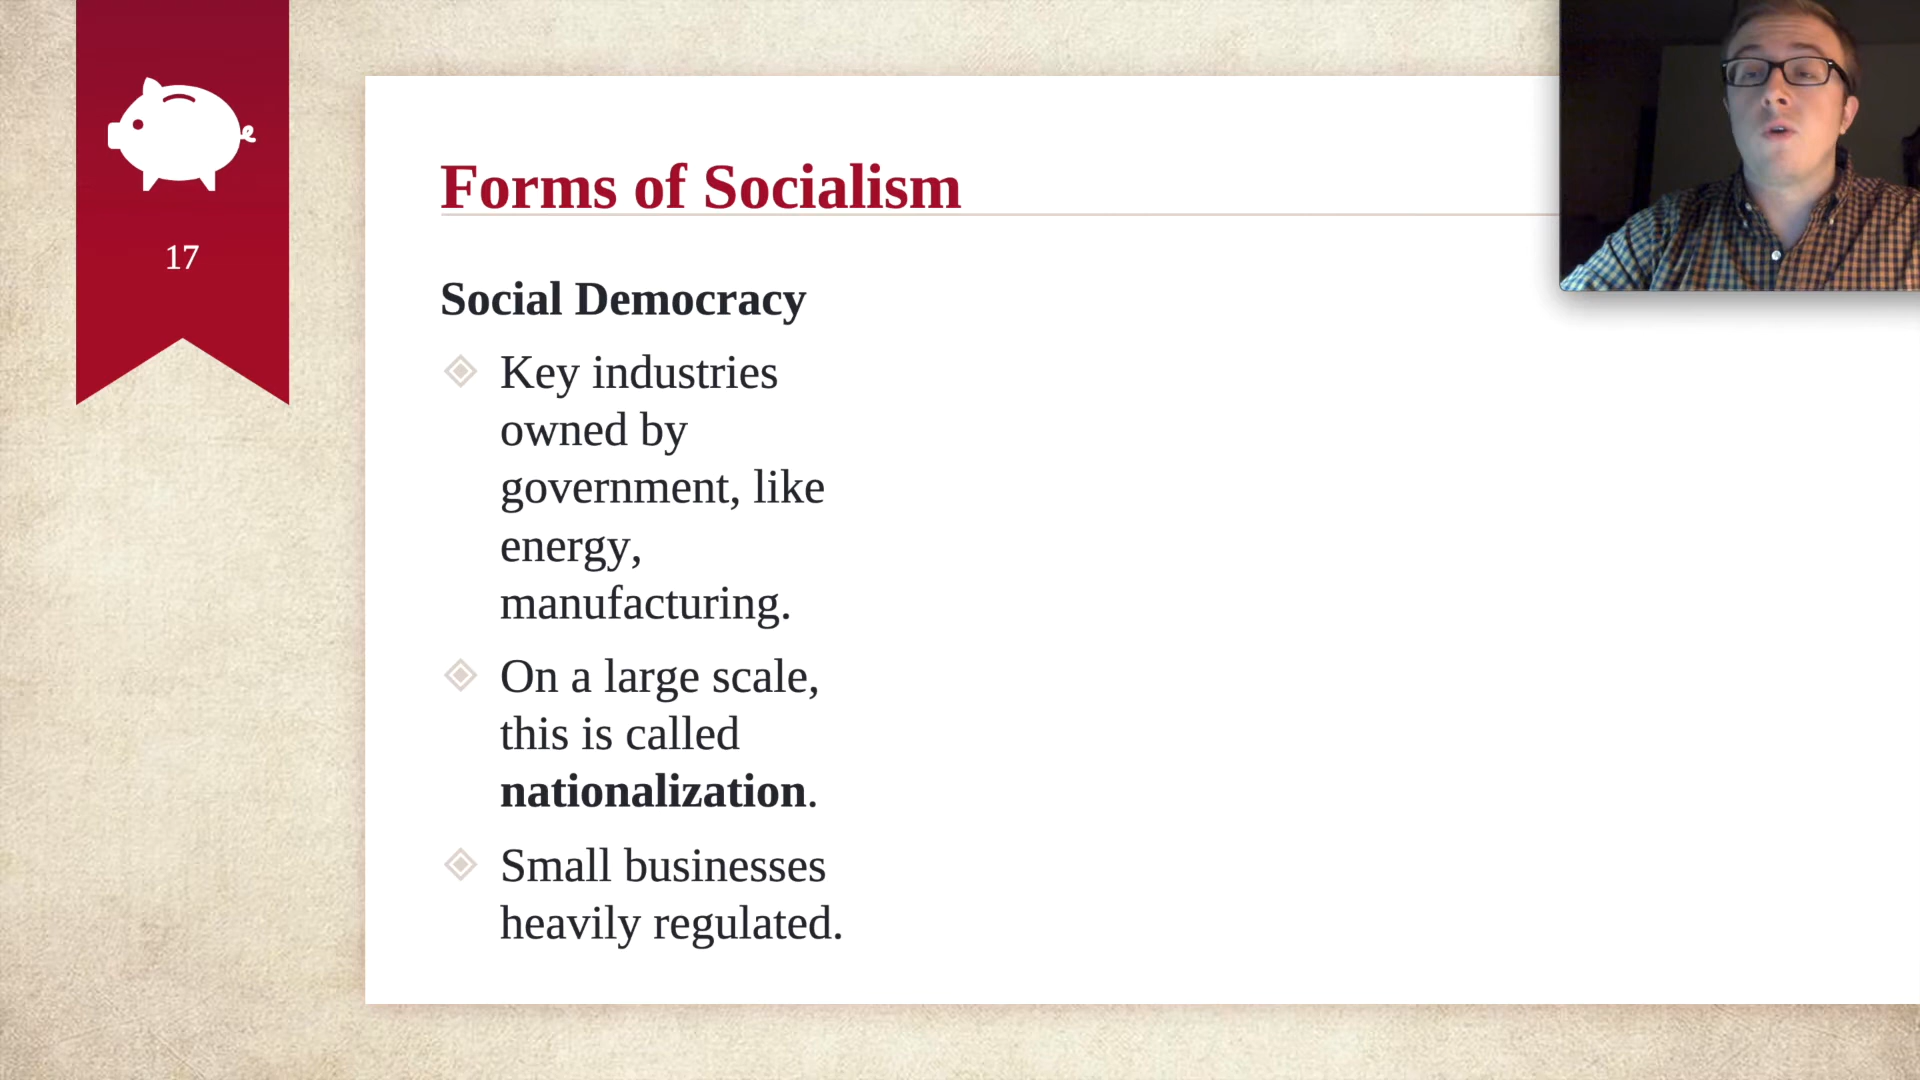 17
Forms of Socialism
Social Democracy
Key industries
owned by
government, like
energy,
manufacturing.
On a large scale,
this is called
nationalization.
Small businesses
heavily regulated.